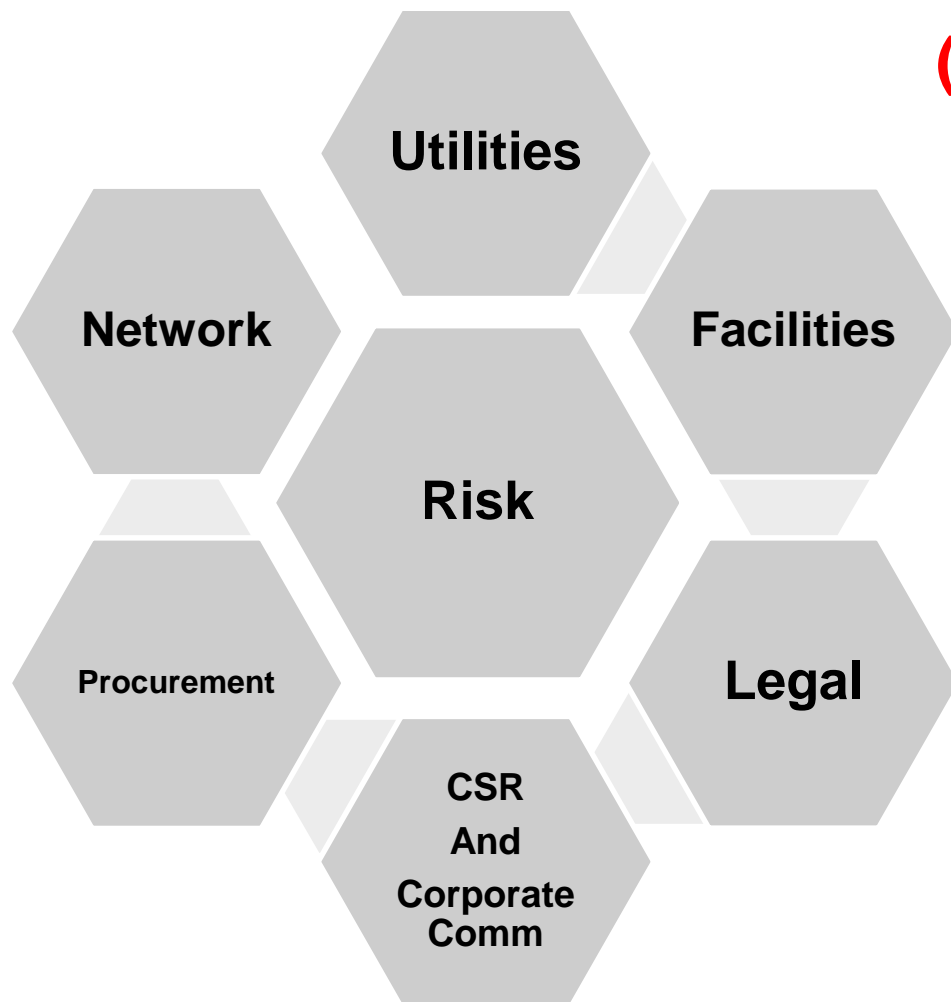 (
Utilities
Network
Facilities
Risk
Procurement
Legal
CSR
And
Corporate
Comm